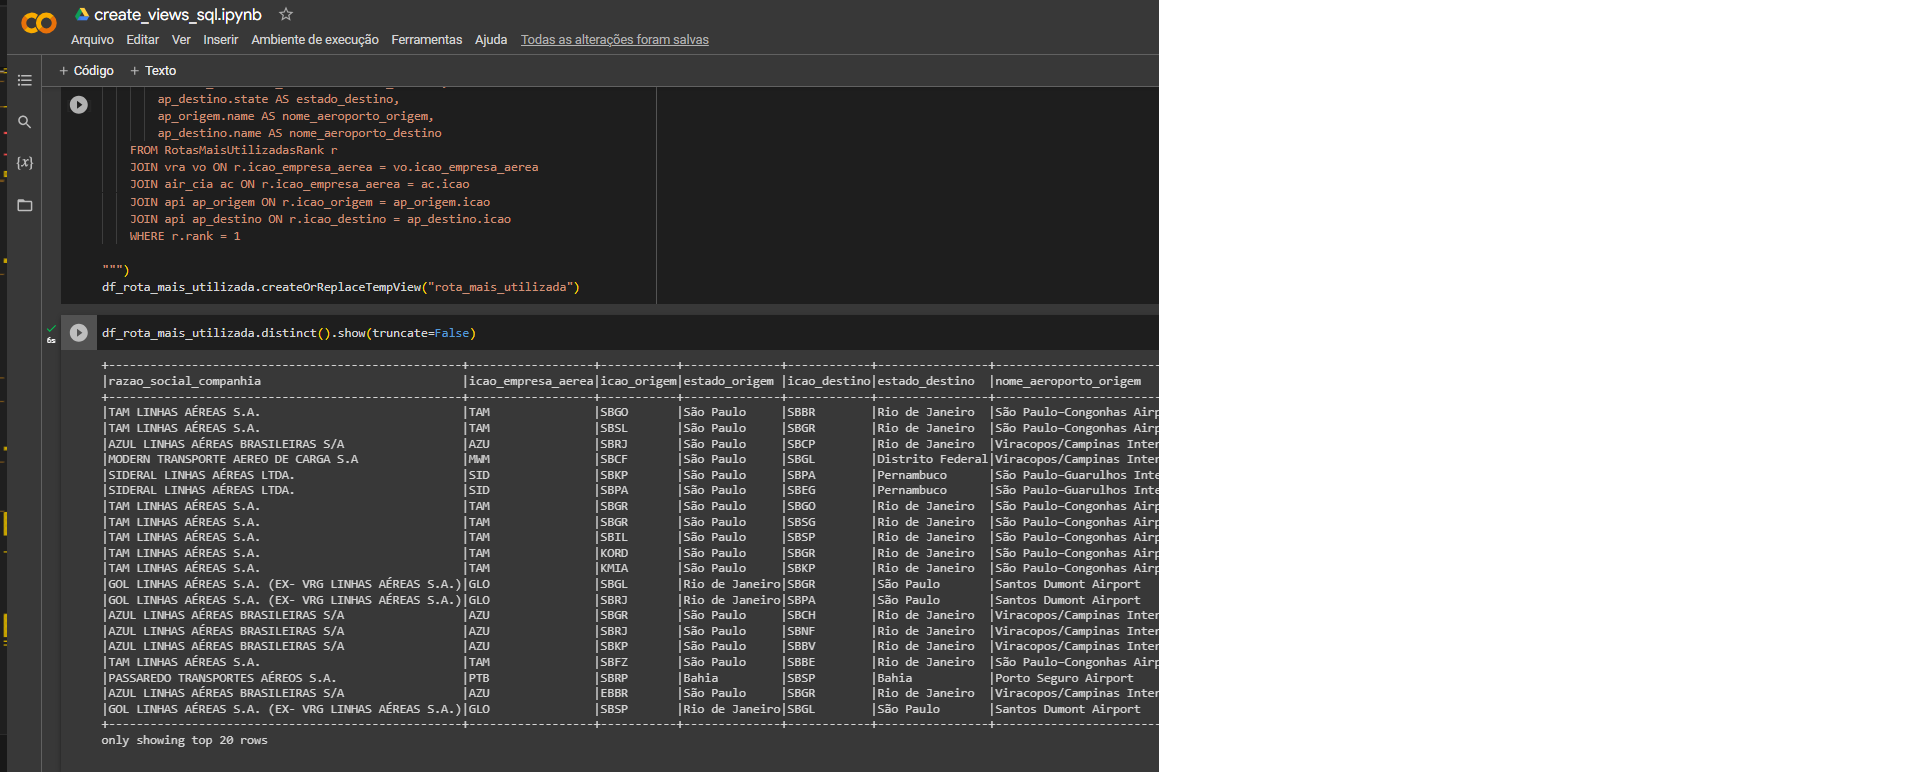 create_views_sql.ipynb
Arquivo Editar Ver Inserir Ambiente de execução Ferramentas Ajuda Todas as alterações foram salvas
+ Código + Texto
ap_destino.state AS estado_destino,
ap_origem.name AS nome_aeroporto_origem,
ap_destino.name AS nome_aeroporto_destino
FROM RotasMaisUtilizadasRank r
JOIN vra vo ON r.icao_empresa_aerea = vo.icao_empresa_aerea
JOIN air_cia ac ON r.icao_empresa_aerea = ac.icao
JOIN api ap_origem ON r.icao_origem = ap_origem.icao
JOIN api ap_destino ON r.icao_destino = ap_destino.icao
WHERE r.rank = 1
""")
df_rota_mais_utilizada.createOrReplaceTempView("rota_mais_utilizada")
df_rota_mais_utilizada.distinct().show(truncate=False)
6s
|razao_social_companhia |icao_empresa_aerea|icao_origem|estado_origem |icao_destino|estado_destino |nome_aeroporto_origem
|TAM LINHAS AÉREAS S.A. |TAM |SBGO |São Paulo |SBBR |Rio de Janeiro |São Paulo–Congonhas Airp
|TAM LINHAS AÉREAS S.A. |TAM |SBSL |São Paulo |SBGR |Rio de Janeiro |São Paulo–Congonhas Airp
|AZUL LINHAS AÉREAS BRASILEIRAS S/A |AZU |SBRJ |São Paulo |SBCP |Rio de Janeiro |Viracopos/Campinas Inter
|MODERN TRANSPORTE AEREO DE CARGA S.A |MWM |SBCF |São Paulo |SBGL |Distrito Federal|Viracopos/Campinas Inter
|SIDERAL LINHAS AÉREAS LTDA. |SID |SBKP |São Paulo |SBPA |Pernambuco |São Paulo–Guarulhos Inte
|SIDERAL LINHAS AÉREAS LTDA. |SID |SBPA |São Paulo |SBEG |Pernambuco |São Paulo–Guarulhos Inte
|TAM LINHAS AÉREAS S.A. |TAM |SBGR |São Paulo |SBGO |Rio de Janeiro |São Paulo–Congonhas Airp
|TAM LINHAS AÉREAS S.A. |TAM |SBGR |São Paulo |SBSG |Rio de Janeiro |São Paulo–Congonhas Airp
|TAM LINHAS AÉREAS S.A. |TAM |SBIL |São Paulo |SBSP |Rio de Janeiro |São Paulo–Congonhas Airp
|TAM LINHAS AÉREAS S.A. |TAM |KORD |São Paulo |SBGR |Rio de Janeiro |São Paulo–Congonhas Airp
|TAM LINHAS AÉREAS S.A. |TAM |KMIA |São Paulo |SBKP |Rio de Janeiro |São Paulo–Congonhas Airp
|GOL LINHAS AÉREAS S.A. (EX- VRG LINHAS AÉREAS S.A.)|GLO |SBGL |Rio de Janeiro|SBGR |São Paulo |Santos Dumont Airport
|GOL LINHAS AÉREAS S.A. (EX- VRG LINHAS AÉREAS S.A.)|GLO |SBRJ |Rio de Janeiro|SBPA |São Paulo |Santos Dumont Airport
|AZUL LINHAS AÉREAS BRASILEIRAS S/A |AZU |SBGR |São Paulo |SBCH |Rio de Janeiro |Viracopos/Campinas Inter
|AZUL LINHAS AÉREAS BRASILEIRAS S/A |AZU |SBRJ |São Paulo |SBNF |Rio de Janeiro |Viracopos/Campinas Inter
|AZUL LINHAS AÉREAS BRASILEIRAS S/A |AZU |SBKP |São Paulo |SBBV |Rio de Janeiro |Viracopos/Campinas Inter
|TAM LINHAS AÉREAS S.A. |TAM |SBFZ |São Paulo |SBBE |Rio de Janeiro |São Paulo–Congonhas Airp
|PASSAREDO TRANSPORTES AÉREOS S.A. |PTB |SBRP |Bahia |SBSP |Bahia |Porto Seguro Airport
|AZUL LINHAS AÉREAS BRASILEIRAS S/A |AZU |EBBR |São Paulo |SBGR |Rio de Janeiro |Viracopos/Campinas Inter
|GOL LINHAS AÉREAS S.A. (EX- VRG LINHAS AÉREAS S.A.)|GLO |SBSP |Rio de Janeiro|SBGL |São Paulo |Santos Dumont Airport
only showing top 20 rows